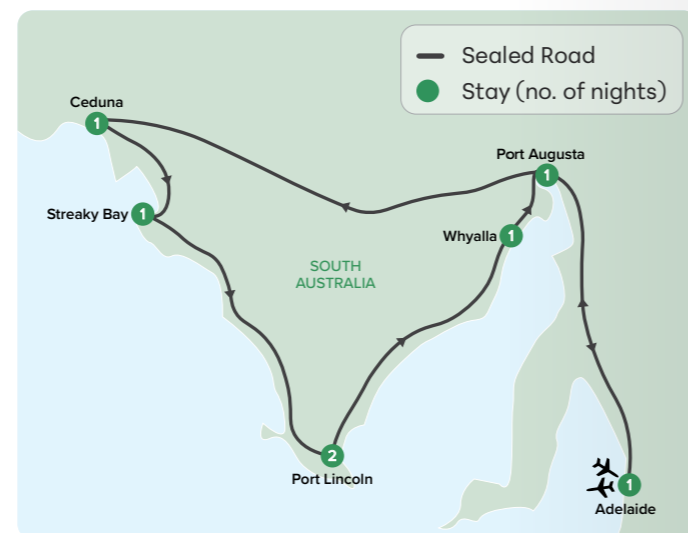 Sealed Road
Stay (no. of nights)
Ceduna
1
Port Augusta
1
Streaky Bay 1
Whyalla 1
SOUTH
AUSTRALIA
2
Port Lincoln
1
Adelaide